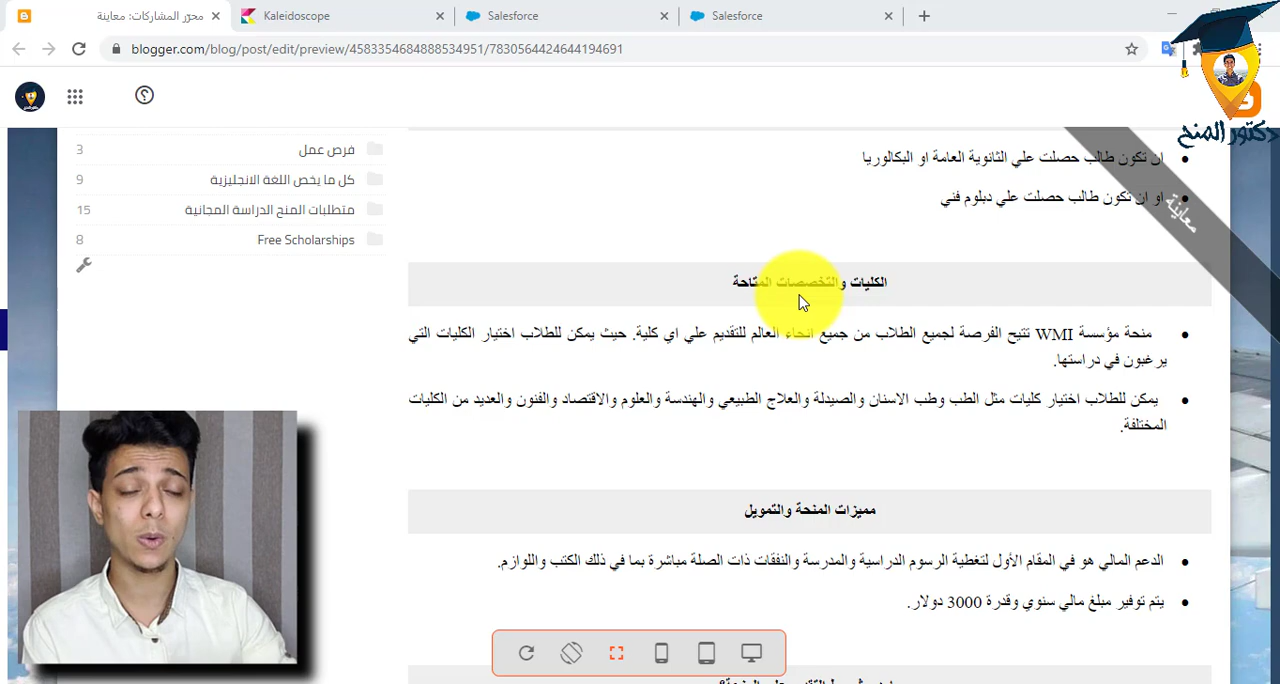 محرّر المشاركات: معاينة
Kaleidoscope
Salesforce
Salesforce
blogger.com/blog/post/edit/preview/4583354684888534951/7830564424644194691
دكتور المنح
معاينة
فرص عمل
3
كل ما يخص اللغة الانجليزية
9
متطلبات المنح الدراسة المجانية
15
Free Scholarships
8
ان تكون طالب حصلت علي الثانوية العامة او البكالوريا
او ان تكون طالب حصلت علي دبلوم فني
الكليات والتخصصات المتاحة
منحة مؤسسة WMI تتيح الفرصة لجميع الطلاب من جميع انحاء العالم للتقديم علي اي كلية. حيث يمكن للطلاب اختيار الكليات التي
يرغبون في دراستها.
يمكن للطلاب اختيار كليات مثل الطب وطب الاسنان والصيدلة والعلاج الطبيعي والهندسة والعلوم والاقتصاد والفنون والعديد من الكليات
المختلفة.
مميزات المنحة والتمويل
الدعم المالي هو في المقام الأول لتغطية الرسوم الدراسية والمدرسة والنفقات ذات الصلة مباشرة بما في ذلك الكتب واللوازم.
يتم توفير مبلغ مالي سنوي وقدرة 3000 دولار.